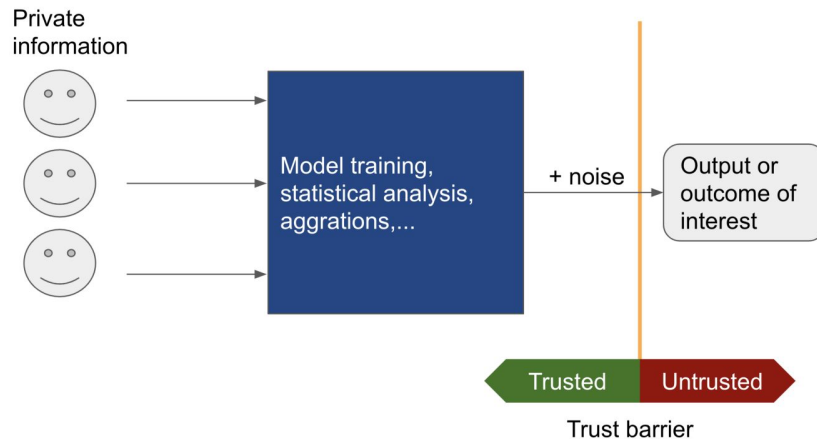 Private
information
Model training,
statistical analysis,
aggrations,...
+ noise
Output or
outcome of
interest
Trusted
Untrusted
Trust barrier